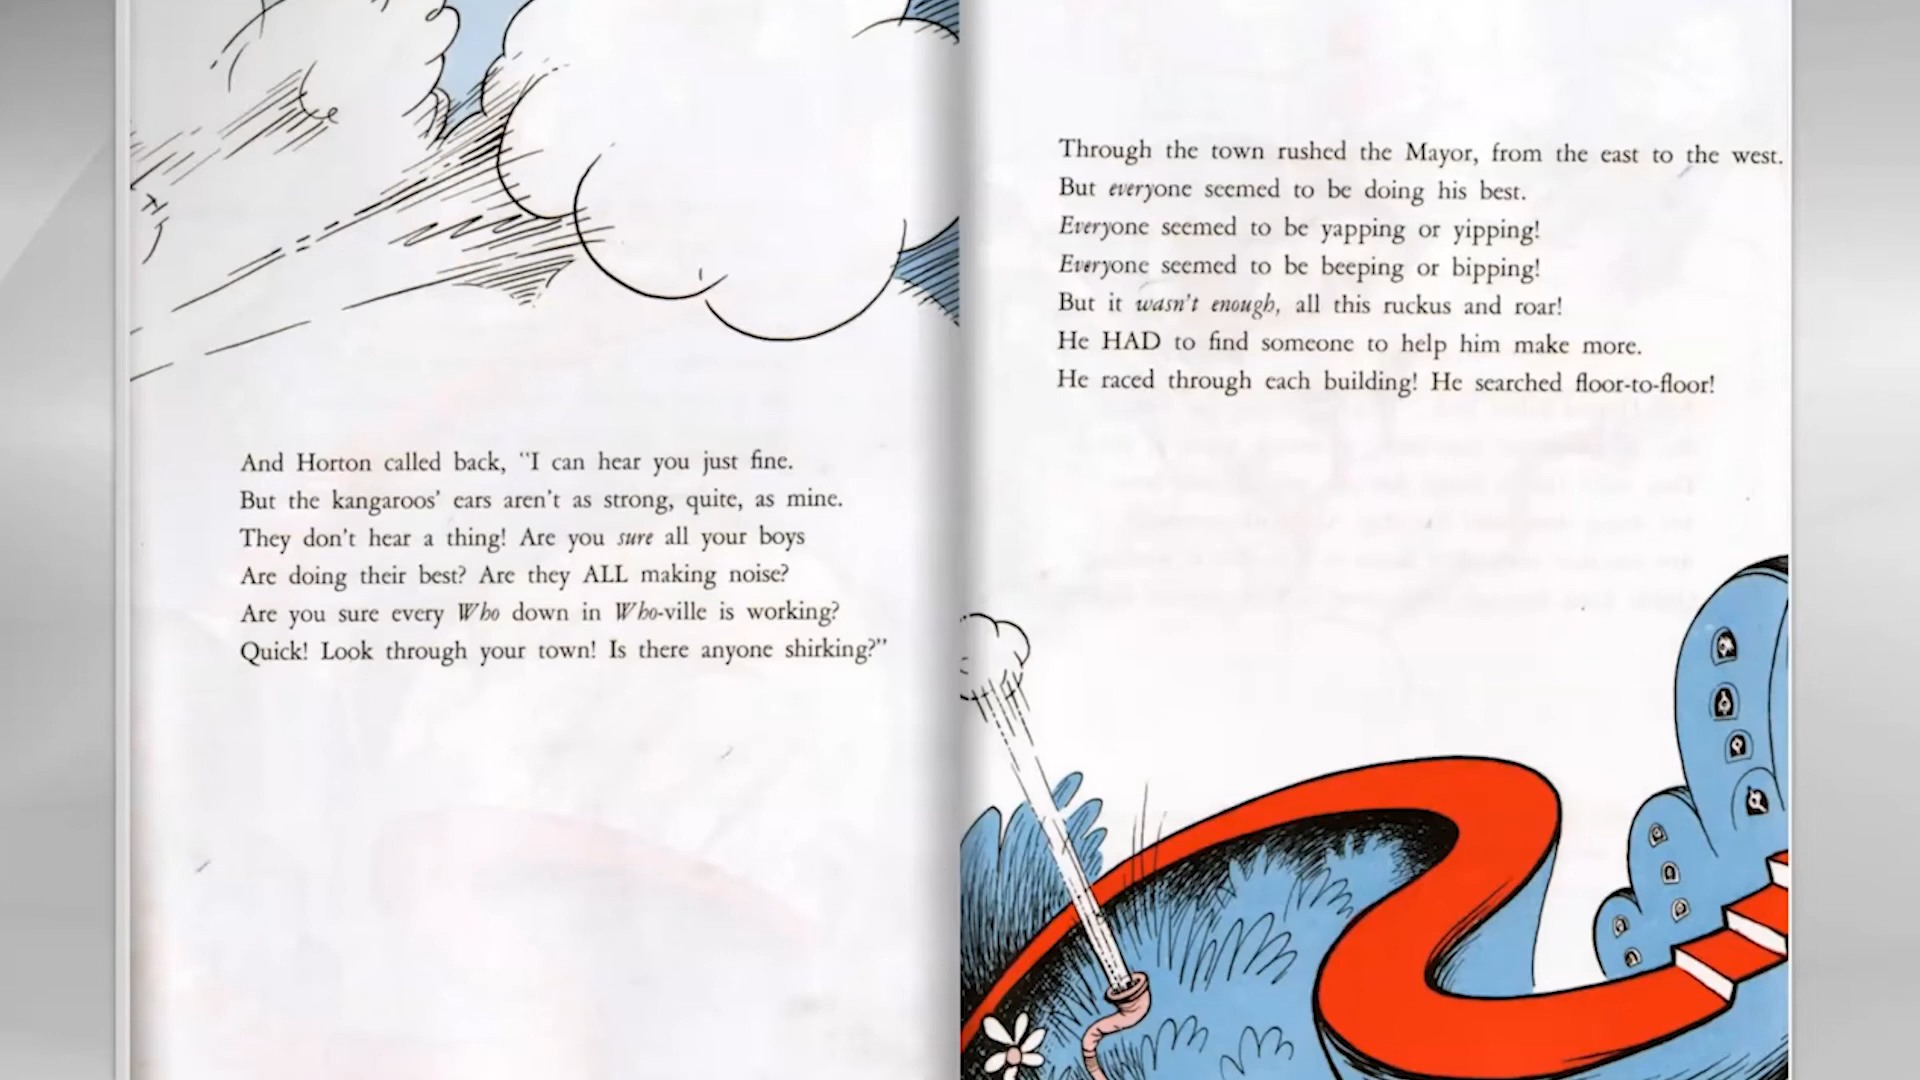 And Horton called back, “I can hear you just fine.
But the kangaroos’ ears aren’t as strong, quite, as mine.
They don’t hear a thing! Are you sure all your boys
Are doing their best? Are they ALL making noise?
Are you sure every Who down in Who-ville is working?
Quick! Look through your town! Is there anyone shirking?”
Through the town rushed the Mayor, from the east to the west.
But everyone seemed to be doing his best.
Everyone seemed to be yapping or yipping!
Everyone seemed to be beeping or bipping!
But it wasn’t enough, all this ruckus and roar!
He HAD to find someone to help him make more.
He raced through each building! He searched floor-to-floor!